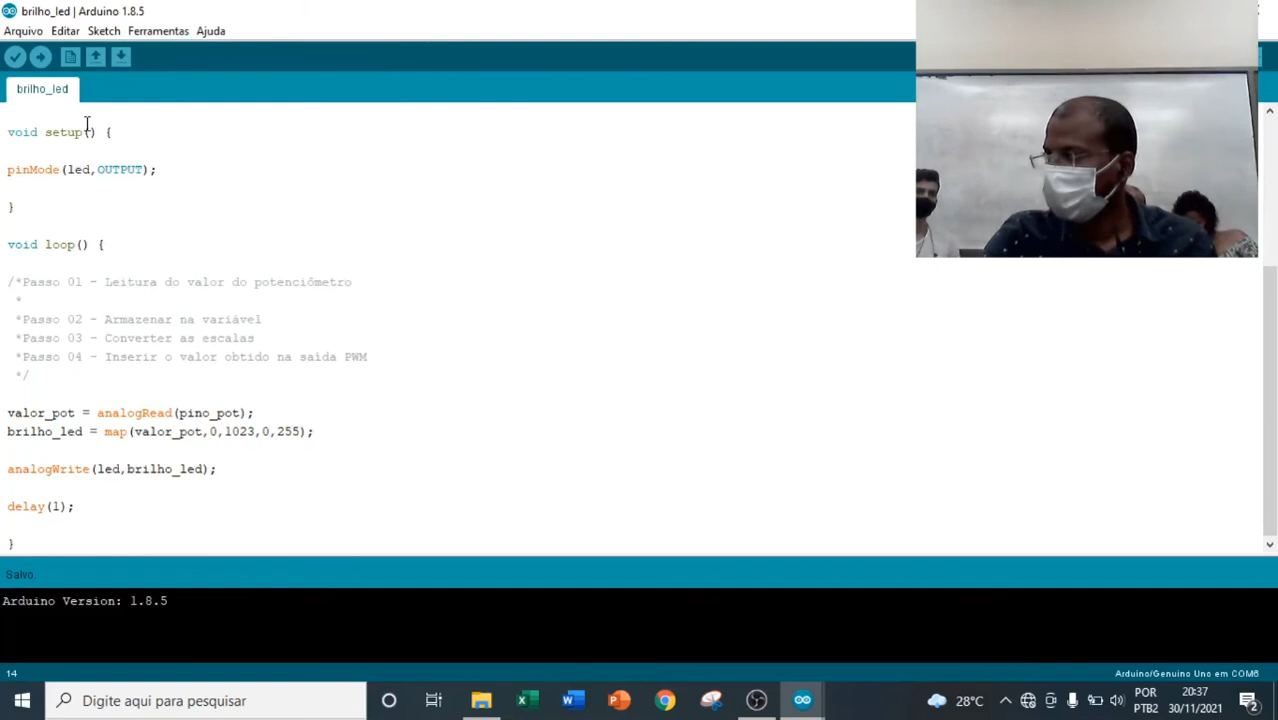 brilho_led | Arduino 1.8.5
Arquivo Editar Sketch Ferramentas Ajuda
brilho_led
void setup() {
pinMode(led,OUTPUT);
}
void loop() {
/*Passo 01 - Leitura do valor do potenciômetro
*
*Passo 02 - Armazenar na variável
*Passo 03 - Converter as escalas
*Passo 04 - Inserir o valor obtido na saída PWM
*/
valor_pot = analogRead(pino_pot);
brilho_led = map(valor_pot,0,1023,0,255);
analogWrite(led,brilho_led);
delay(1);
}
Salvo.
Arduino Version: 1.8.5
14 Arduino/Genuino Uno em COM6
Digite aqui para pesquisar 28°C POR 20:37
PTB2 30/11/2021 2